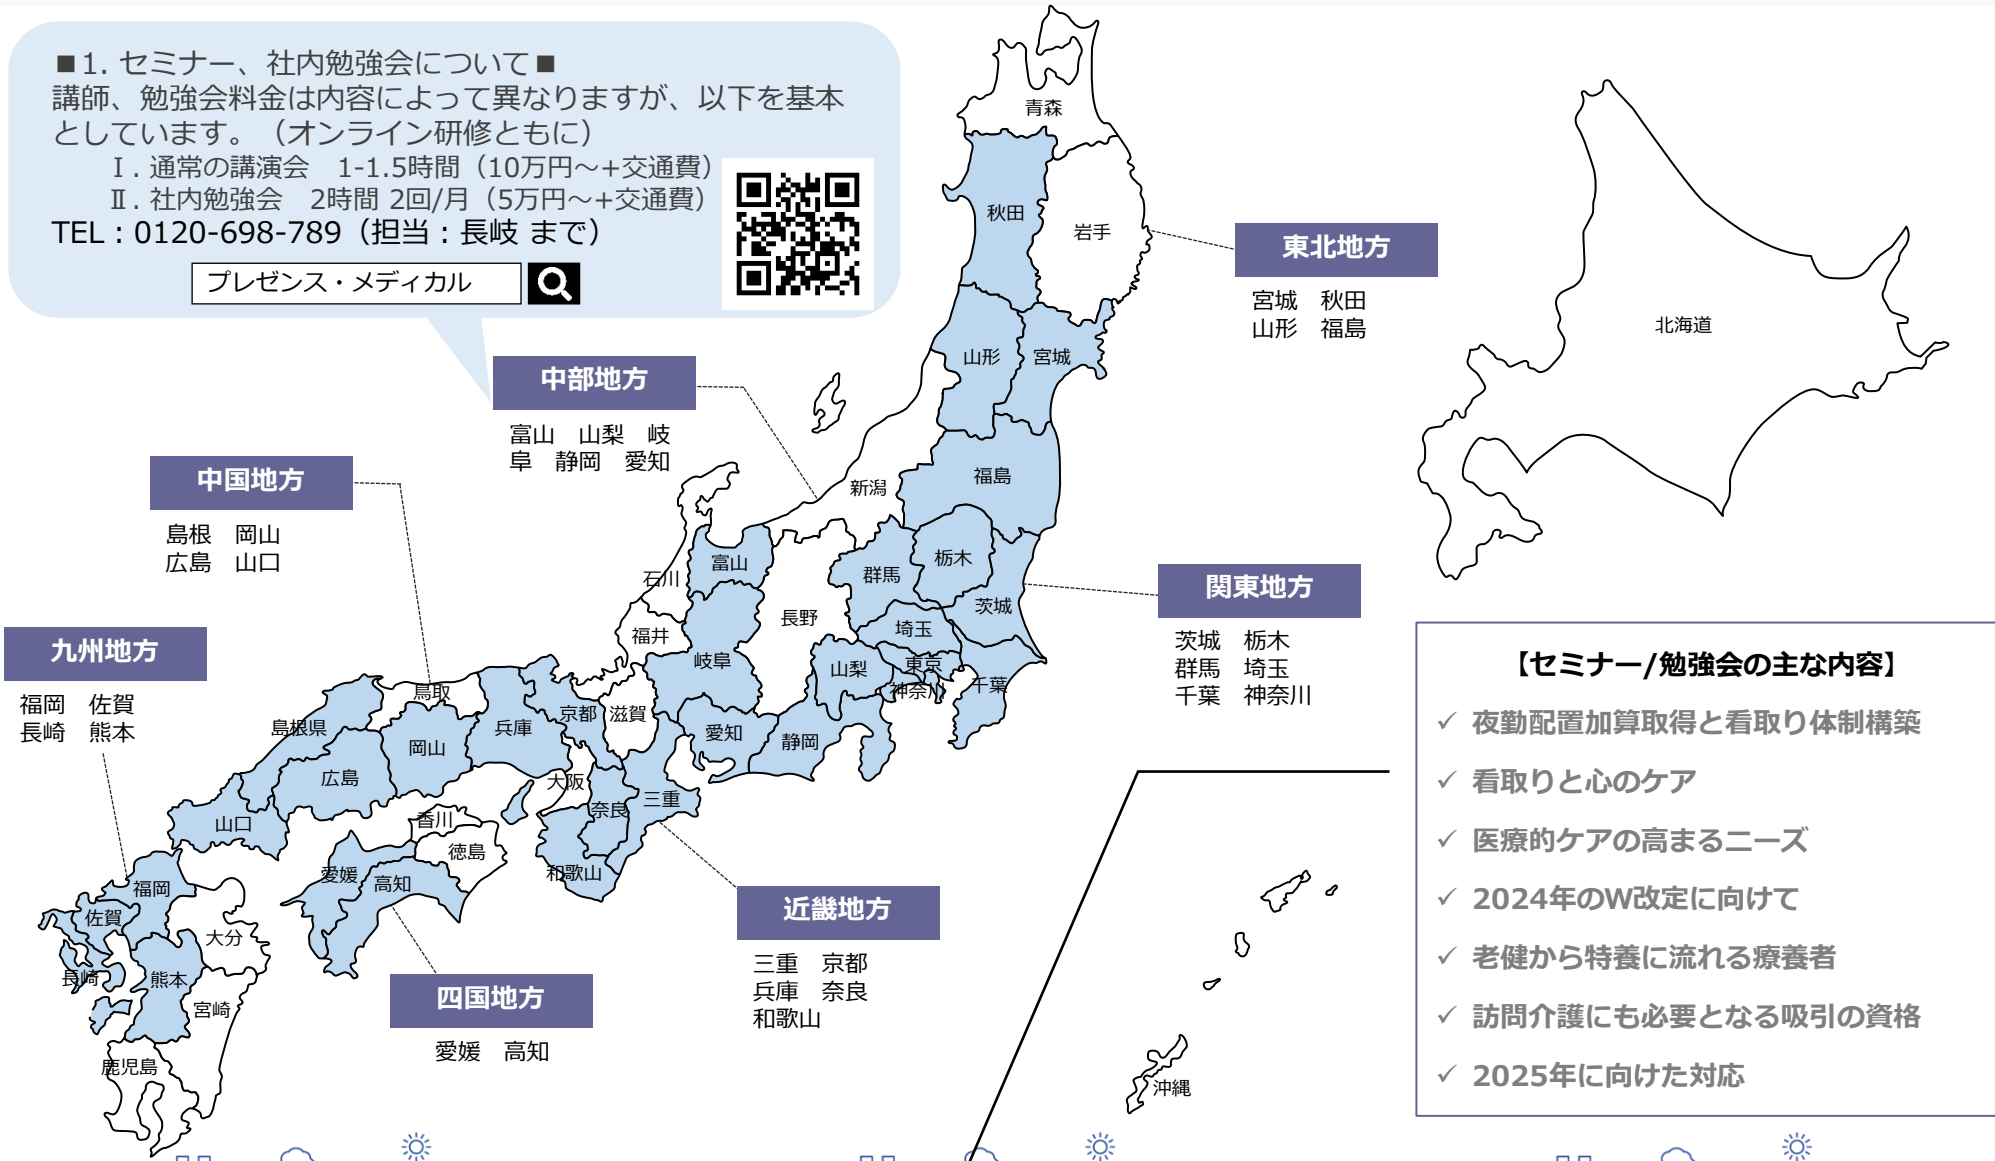 ■1. セミナー、社内勉強会について■
講師、勉強会料金は内容によって異なりますが、以下を基本
としています。（オンライン研修ともに）
Ⅰ. 通常の講演会　1-1.5時間（10万円～+交通費）
Ⅱ. 社内勉強会　2時間 2回/月（5万円～+交通費）
TEL：0120-698-789（担当：長岐 まで）
プレゼンス・メディカル
中部地方
富山　山梨　岐
阜　静岡　愛知
中国地方
島根　岡山
広島　山口
九州地方
福岡　佐賀
長崎　熊本
四国地方
愛媛　高知
近畿地方
三重　京都
兵庫　奈良
和歌山
東北地方
宮城　秋田
山形　福島
関東地方
茨城　栃木
群馬　埼玉
千葉　神奈川
北海道
青森
秋田
岩手
山形
宮城
福島
新潟
栃木
群馬
茨城
埼玉
東京
千葉
神奈川
山梨
長野
富山
石川
福井
岐阜
愛知
静岡
滋賀
京都
兵庫
大阪
奈良
三重
和歌山
鳥取
島根県
岡山
広島
山口
香川
徳島
愛媛
高知
福岡
佐賀
長崎
大分
熊本
宮崎
鹿児島
沖縄
【セミナー/勉強会の主な内容】
✓ 夜勤配置加算取得と看取り体制構築
✓ 看取りと心のケア
✓ 医療的ケアの高まるニーズ
✓ 2024年のW改定に向けて
✓ 老健から特養に流れる療養者
✓ 訪問介護にも必要となる吸引の資格
✓ 2025年に向けた対応